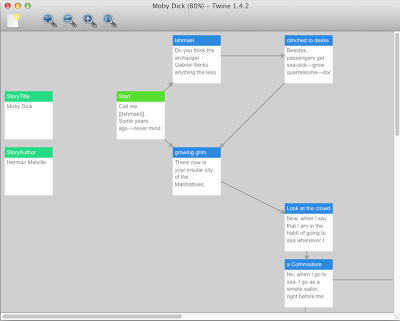 Moby Dick (80%) - Twine 1.4.2
Ishmael
Do you think the
archangel
Gabriel thinks
anything the less
clinched to desks
Besides,
passengers get
sea-sick—grow
quarrelsome—dor
StoryTitle
Moby Dick
Start
Call me
[[Ishmael]].
Some years
ago—never mind
StoryAuthor
Herman Melville
growing grim
There now is
your insular city
of the
Manhattoes,
Look at the crowd
Now, when I say
that I am in the
habit of going to
sea whenever I
a Commodore
No, when I go to
sea, I go as a
simple sailor,
right before the